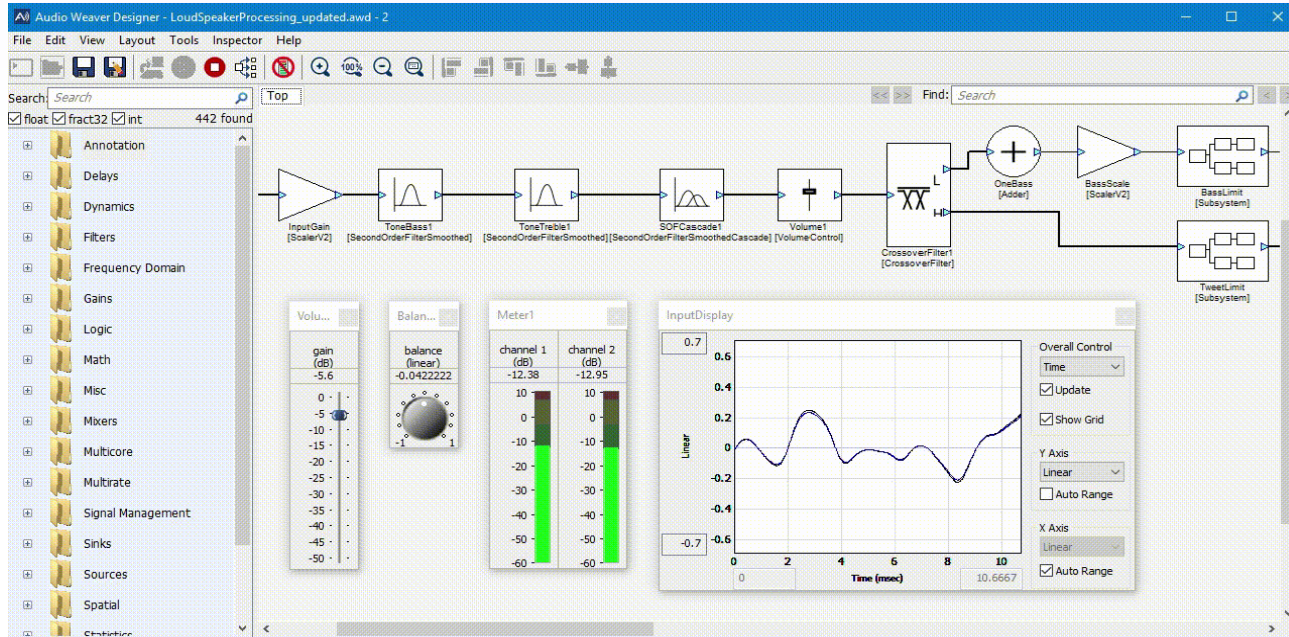 Audio Weaver Designer - LoudSpeakerProcessing_updated.awd - 2
File Edit View Layout Tools Inspector Help
100%
Search: Search
Top
<< >> Find: Search < >
float fract32 int 442 found
Annotation
Delays
Dynamics
Filters
Frequency Domain
Gains
Logic
Math
Misc
Mixers
Multicore
Multirate
Signal Management
Sinks
Sources
Spatial
Statistics
InputGain
[ScalerV2]
ToneBass1
[SecondOrderFilterSmoothed]
ToneTreble1
[SecondOrderFilterSmoothed]
SOFCascade1
[SecondOrderFilterSmoothedCascade]
Volume1
[VolumeControl]
L
H
CrossoverFilter1
[CrossoverFilter]
OneBass
[Adder]
BassScale
[ScalerV2]
BassLimit
[Subsystem]
TweetLimit
[Subsystem]
Volu...
gain
(dB)
-5.6
0
-5
-10
-15
-20
-25
-30
-35
-40
-45
-50
Balan...
balance
(linear)
-0.0422222
-1 1
Meter1
channel 1
(dB)
-12.38
10
0
-10
-20
-30
-40
-50
-60
channel 2
(dB)
-12.95
10
0
-10
-20
-30
-40
-50
-60
InputDisplay
0.7
-0.7
Linear
0.6
0.4
0.2
0
-0.2
-0.4
-0.6
0 2 4 6 8 10
0 Time (msec) 10.6667
Overall Control
Time
Update
Show Grid
Y Axis
Linear
Auto Range
X Axis
Linear
Auto Range